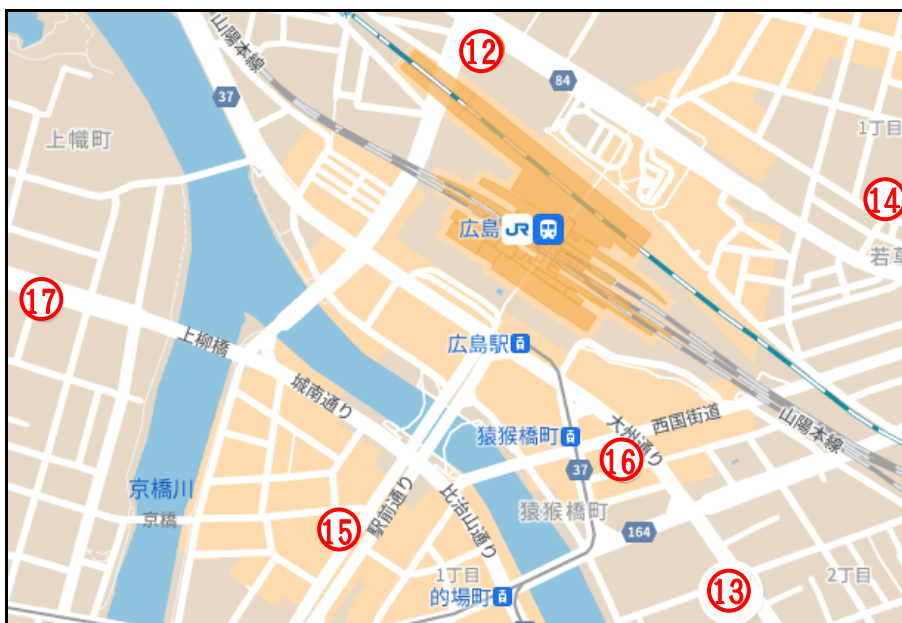 山陽本線
⑫
84
37
1丁目
上幟町
⑭
広島 JR
若草
⑰
上柳橋
広島駅
城南通り
大州通り
西国街道
山陽本線
猿猴橋町
⑯
37
京橋川
京橋
駅前通り
比治山通り
猿猴橋町
⑮
164
1丁目
2丁目
的場町
⑬